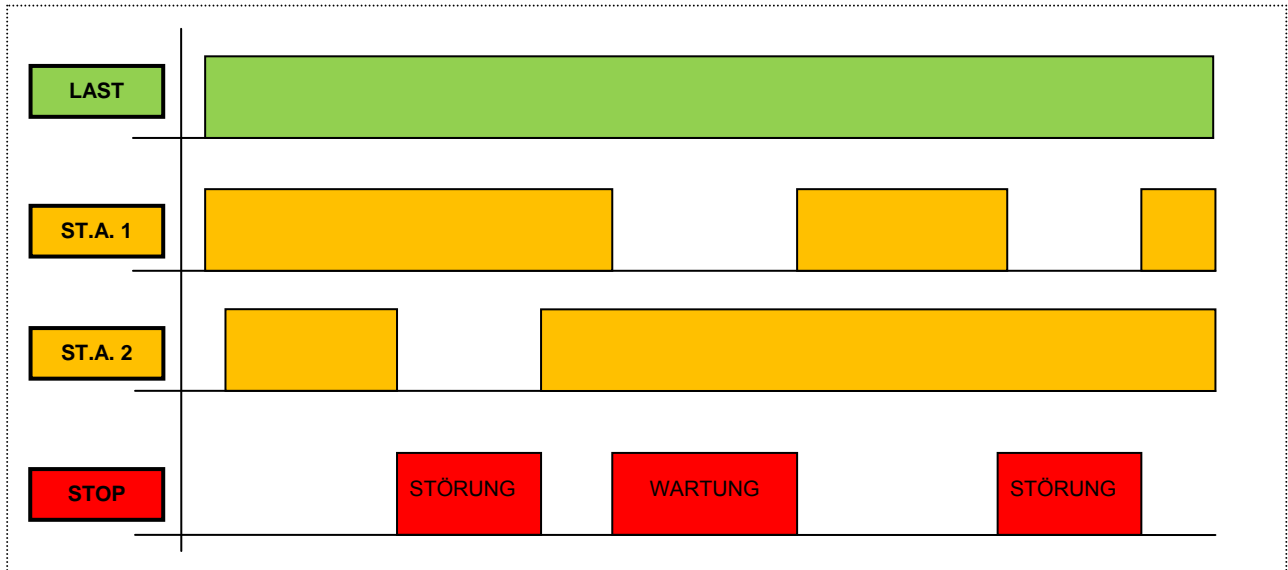 LAST
ST.A. 1
ST.A. 2
STOP
STÖRUNG
WARTUNG
STÖRUNG